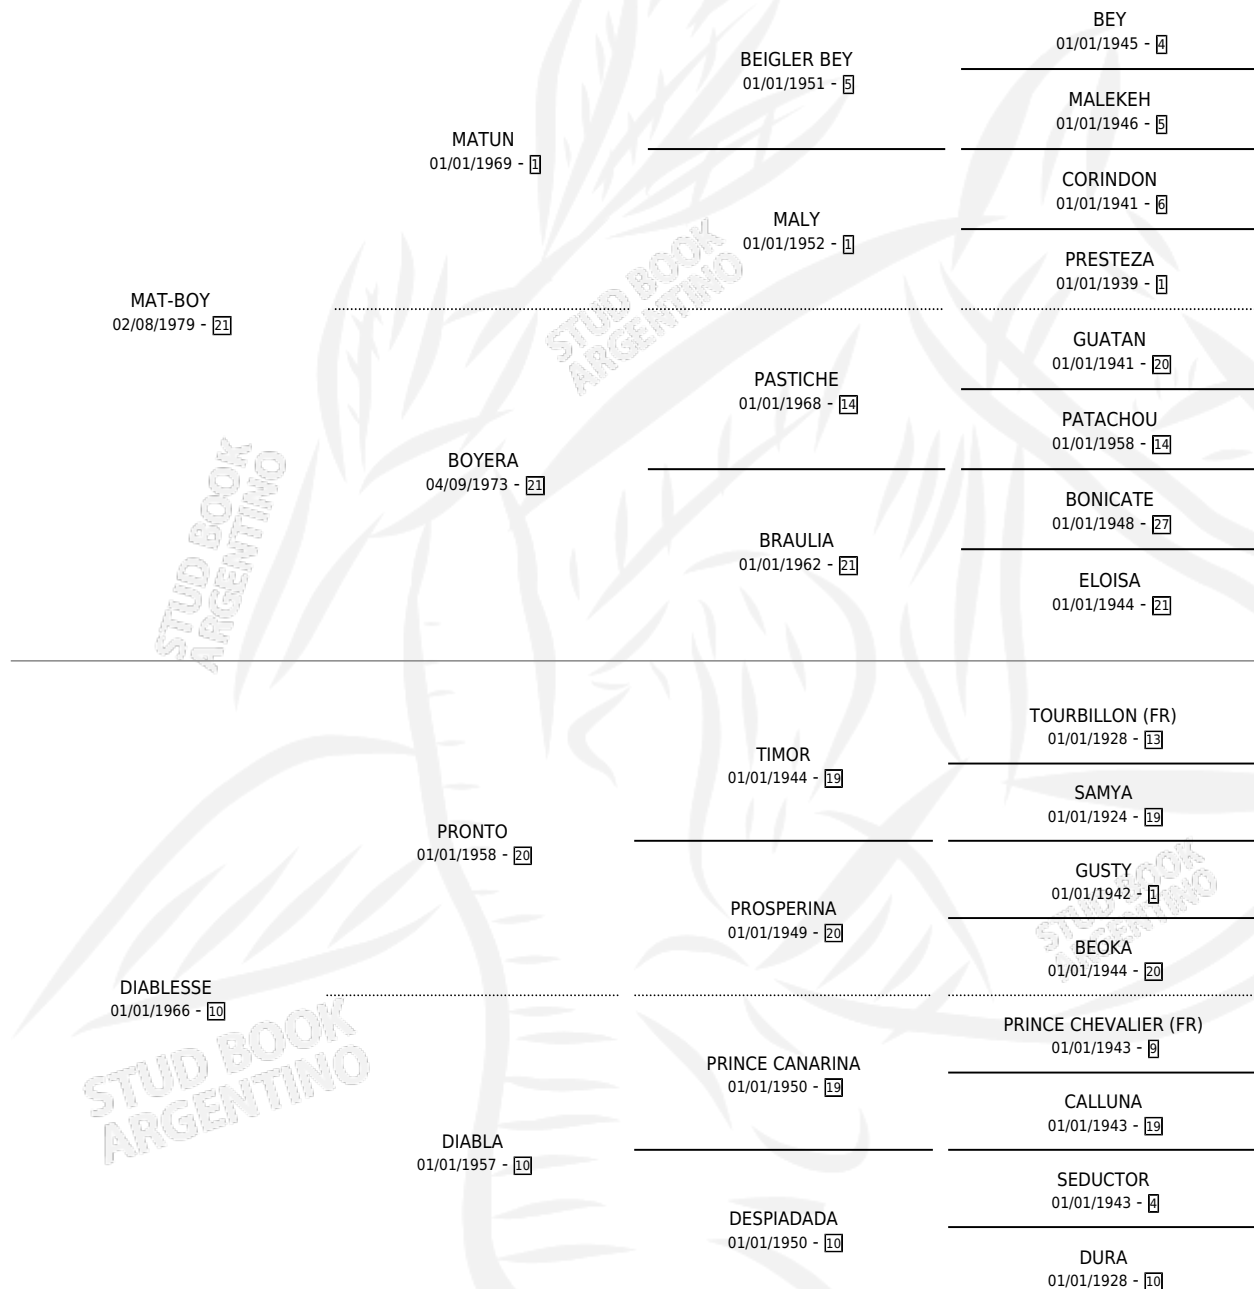 BEY
01/01/1945 - 4
BEIGLER BEY
01/01/1951 - 5
MALEKEH
01/01/1946 - 5
MATUN
01/01/1969 - 1
CORINDON
01/01/1941 - 6
MALY
01/01/1952 - 1
PRESTEZA
01/01/1939 - 1
MAT-BOY
02/08/1979 - 21
GUATAN
01/01/1941 - 20
PASTICHE
01/01/1968 - 14
PATACHOU
01/01/1958 - 14
BOYERA
04/09/1973 - 21
BONICATE
01/01/1948 - 27
BRAULIA
01/01/1962 - 21
ELOISA
01/01/1944 - 21
TOURBILLON (FR)
01/01/1928 - 13
TIMOR
01/01/1944 - 19
SAMYA
01/01/1924 - 19
PRONTO
01/01/1958 - 20
GUSTY
01/01/1942 - 1
PROSPERINA
01/01/1949 - 20
BEOKA
01/01/1944 - 20
DIABLESSE
01/01/1966 - 10
PRINCE CHEVALIER (FR)
01/01/1943 - 9
PRINCE CANARINA
01/01/1950 - 19
CALLUNA
01/01/1943 - 19
DIABLA
01/01/1957 - 10
SEDUCTOR
01/01/1943 - 4
DESPIADADA
01/01/1950 - 10
DURA
01/01/1928 - 10
STUD BOOK
ARGENTINO
STUD BOOK
ARGENTINO
STUD BOOK
ARGENTINO
STUD BOOK
ARGENTINO